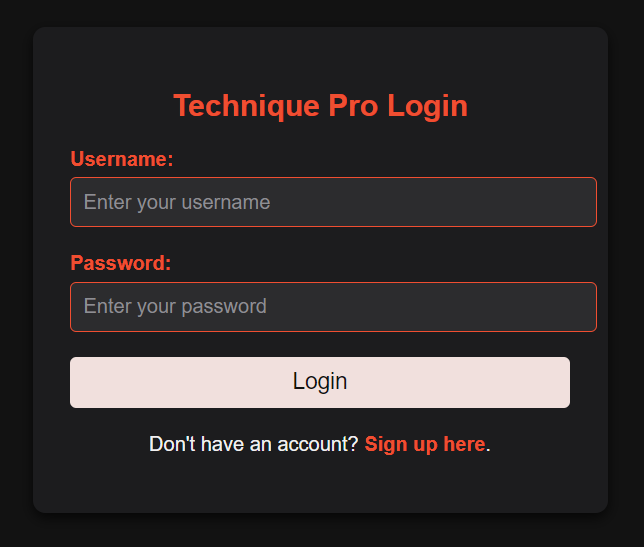 Technique Pro Login
Username:
Enter your username
Password:
Enter your password
Login
Don't have an account? Sign up here.